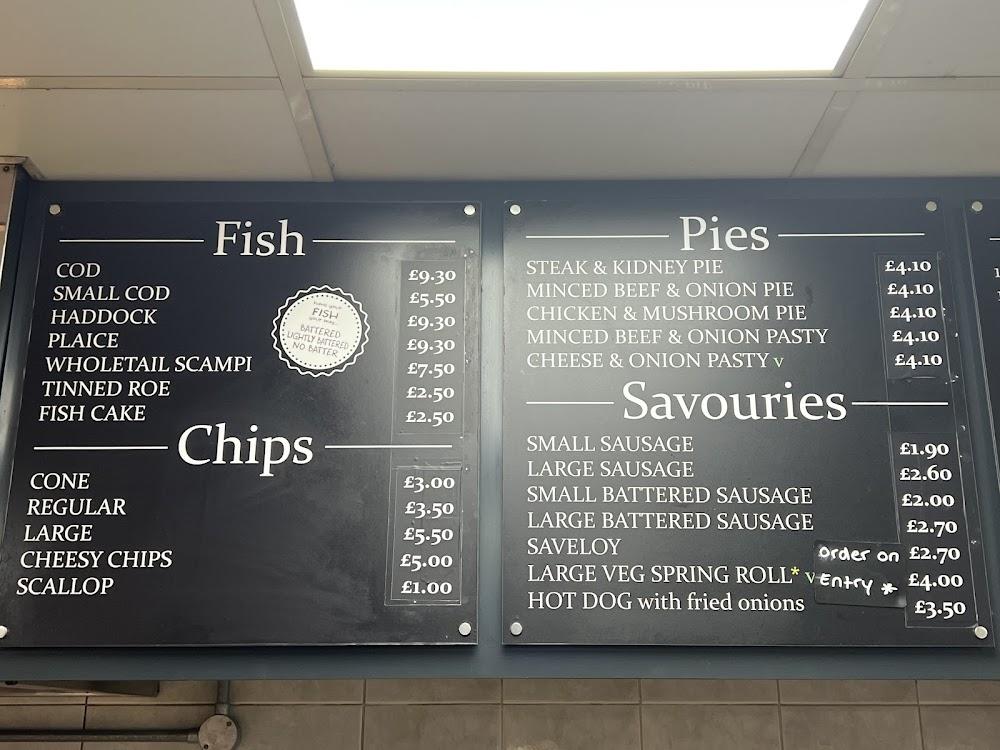 Fish
COD £9.30
SMALL COD £5.50
HADDOCK £9.30
PLAICE £9.30
WHOLETAIL SCAMPI £7.50
TINNED ROE £2.50
FISH CAKE £2.50
have your
FISH
your way...
BATTERED
LIGHTLY BATTERED
NO BATTER
Chips
CONE £3.00
REGULAR £3.50
LARGE £5.50
CHEESY CHIPS £5.00
SCALLOP £1.00
Pies
STEAK & KIDNEY PIE £4.10
MINCED BEEF & ONION PIE £4.10
CHICKEN & MUSHROOM PIE £4.10
MINCED BEEF & ONION PASTY £4.10
CHEESE & ONION PASTY V £4.10
Savouries
SMALL SAUSAGE £1.90
LARGE SAUSAGE £2.60
SMALL BATTERED SAUSAGE £2.00
LARGE BATTERED SAUSAGE £2.70
SAVELOY £2.70
LARGE VEG SPRING ROLL* V £4.00
HOT DOG with fried onions £3.50
order on
Entry *